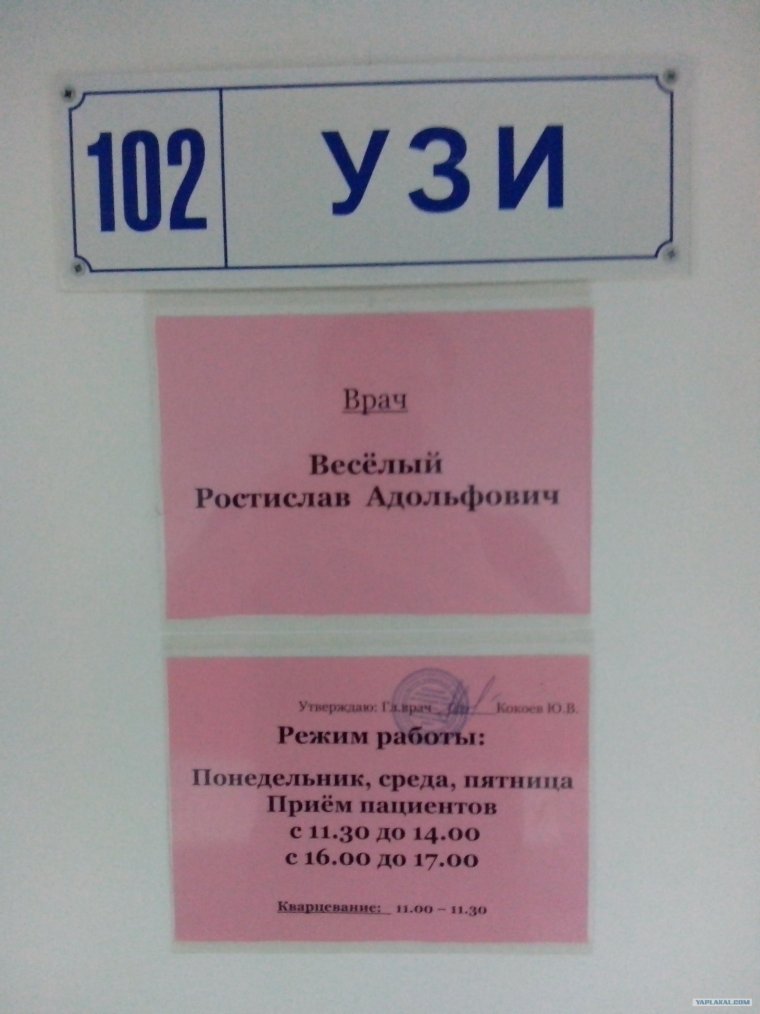 102 УЗИ
Врач
Весёлый
Ростислав Адольфович
Утверждаю: Гл.врач Кокоев Ю.В.
Режим работы:
Понедельник, среда, пятница
Приём пациентов
с 11.30 до 14.00
с 16.00 до 17.00
Кварцевание: 11.00 – 11.30
YAPLAKAL.COM